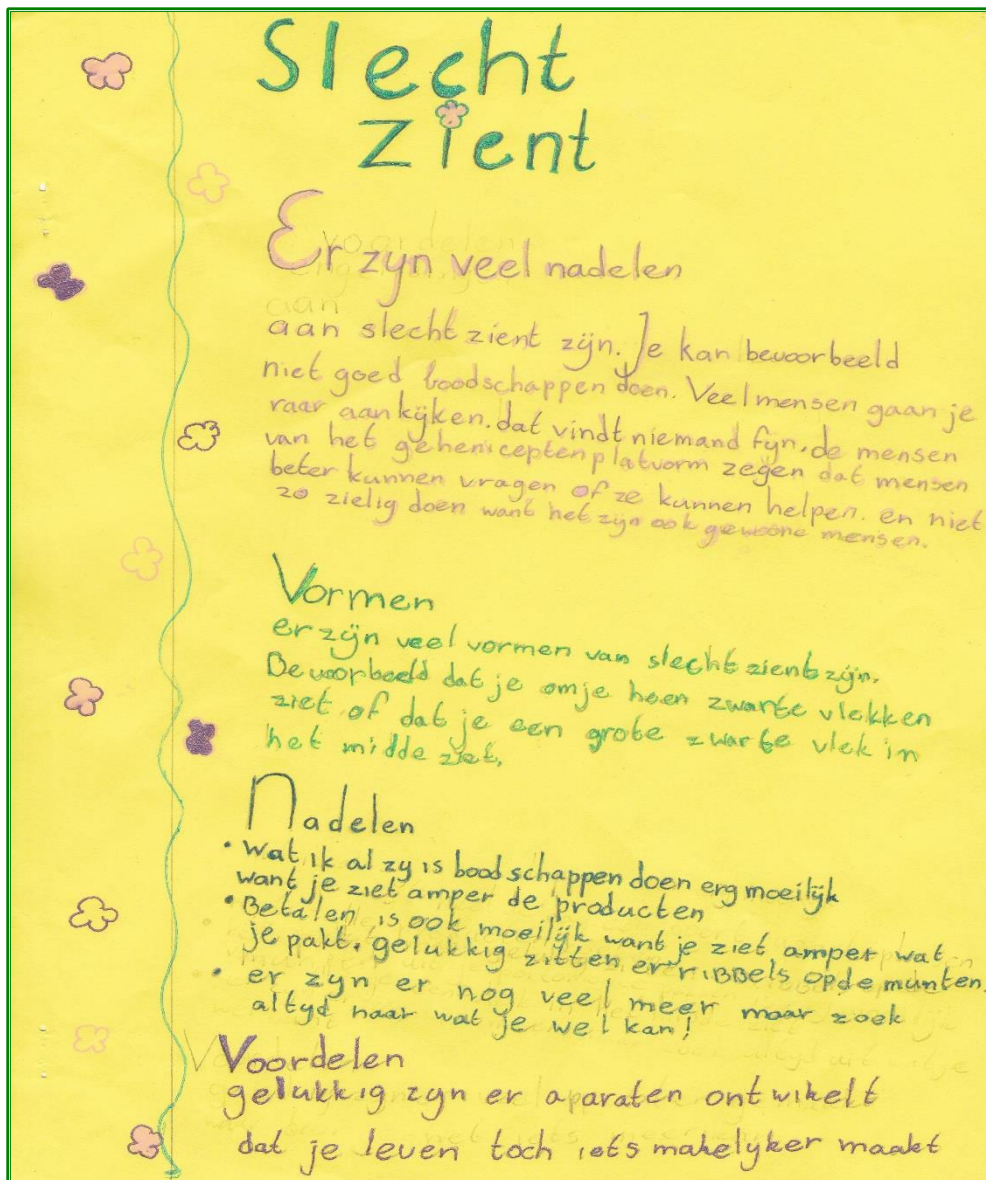 Slecht
Zient
Er zyn veel nadelen
aan slecht zient zijn. Je kan bevoorbeeld
niet goed boodschappen doen. Veel mensen gaan je
raar aankijken. dat vindt niemand fijn. de mensen
van het geheniceptenplatvorm zegen dat mensen
beter kunnen vragen of ze kunnen helpen. en niet
zo zielig doen want het zijn ook gewoone mensen.
Vormen
er zijn veel vormen van slecht zient zijn.
Bevoorbeeld dat je om je heen zwarte vlekken
ziet of dat je een grote zwarte vlek in
het midde ziet.
Nadelen
• Wat ik al zy is boodschappen doen erg moeilijk
want je ziet amper de producten
• Betalen is ook moeilijk want je ziet amper wat
je pakt. gelukkig zitten er ribbels op de munten.
• er zyn er nog veel meer maar zoek
altyd naar wat je wel kan!
Voordelen
gelukkig zyn er aparaten ontwikelt
dat je leven toch iets makelyker maakt